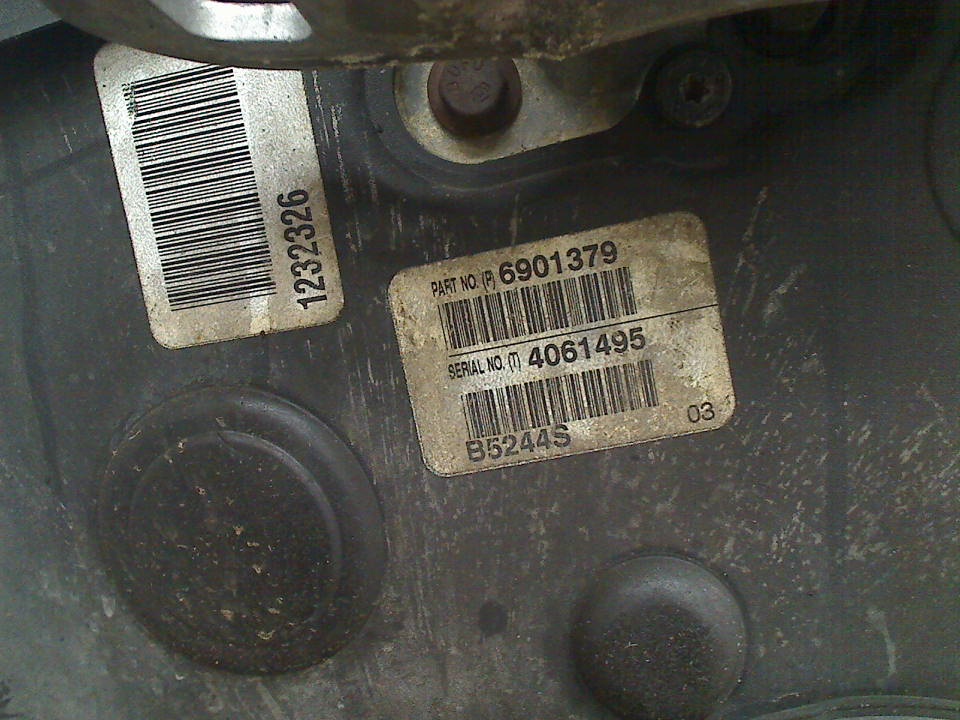 1232326
PART NO. (P) 6901379
SERIAL NO. (T) 4061495
B5244S
03